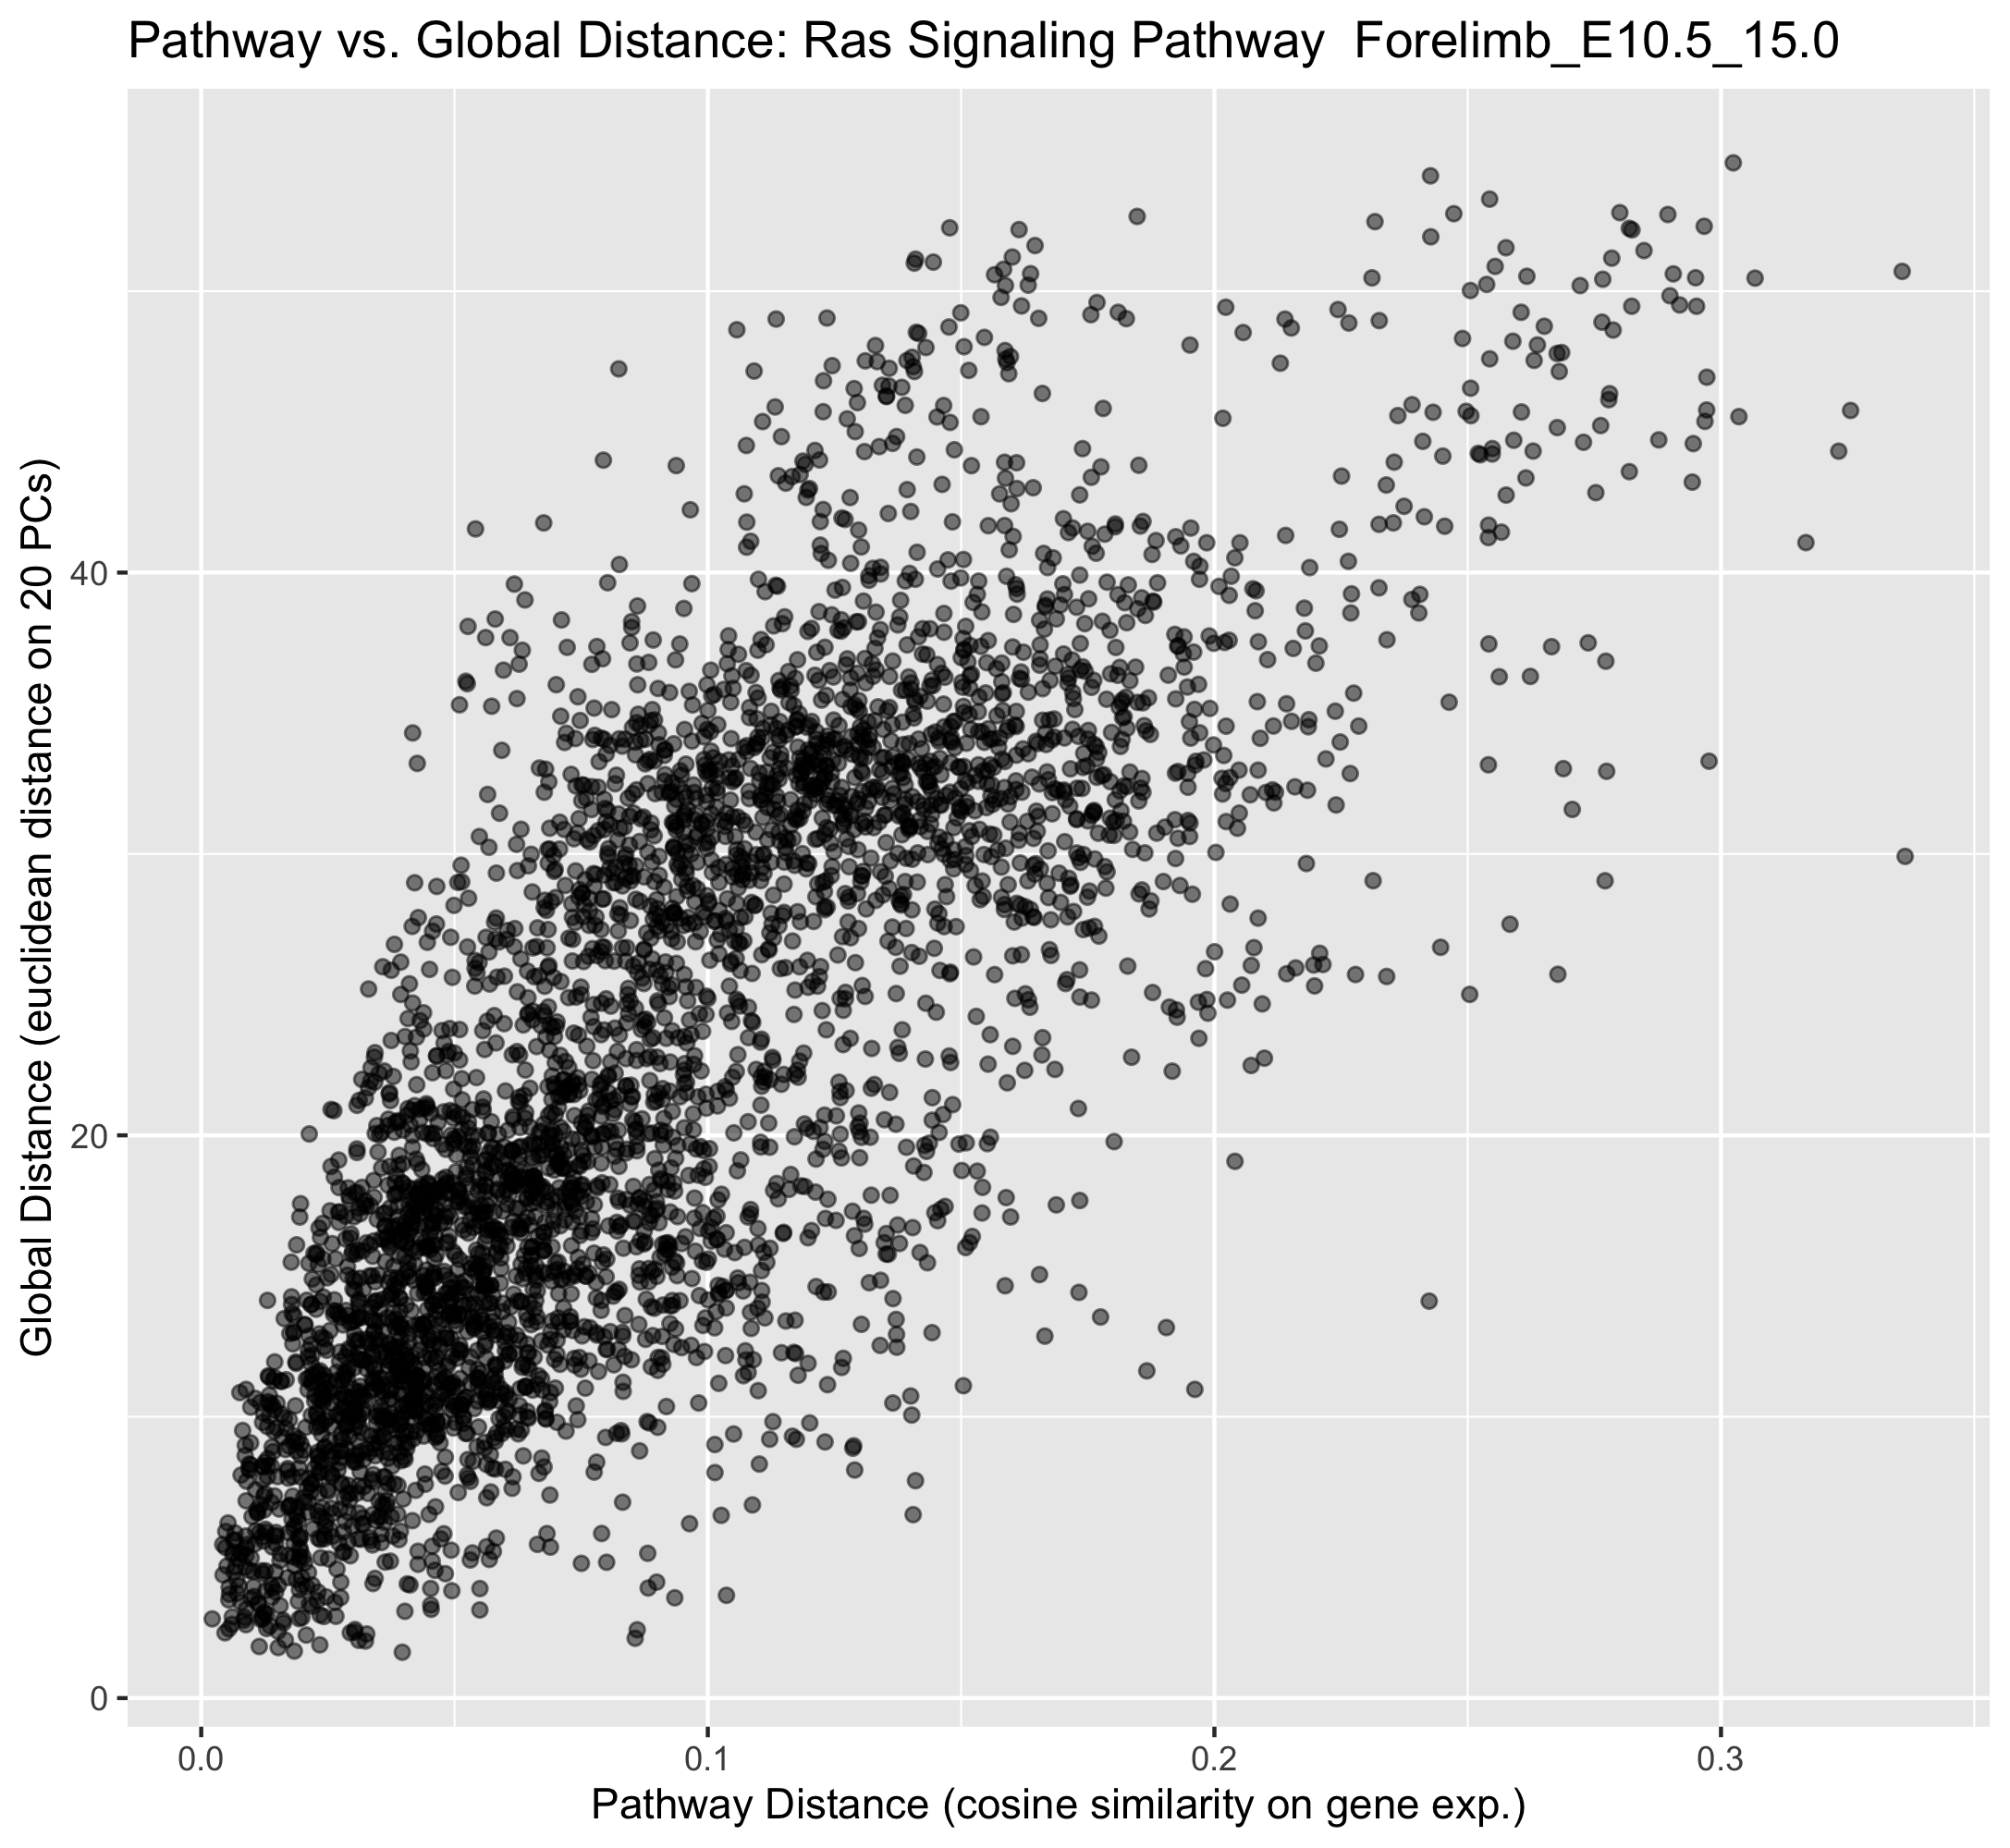 Pathway vs. Global Distance: Ras Signaling Pathway  Forelimb_E10.5_15.0
Global Distance (euclidean distance on 20 PCs)
40
20
0
0.0
0.1
0.2
0.3
Pathway Distance (cosine similarity on gene exp.)